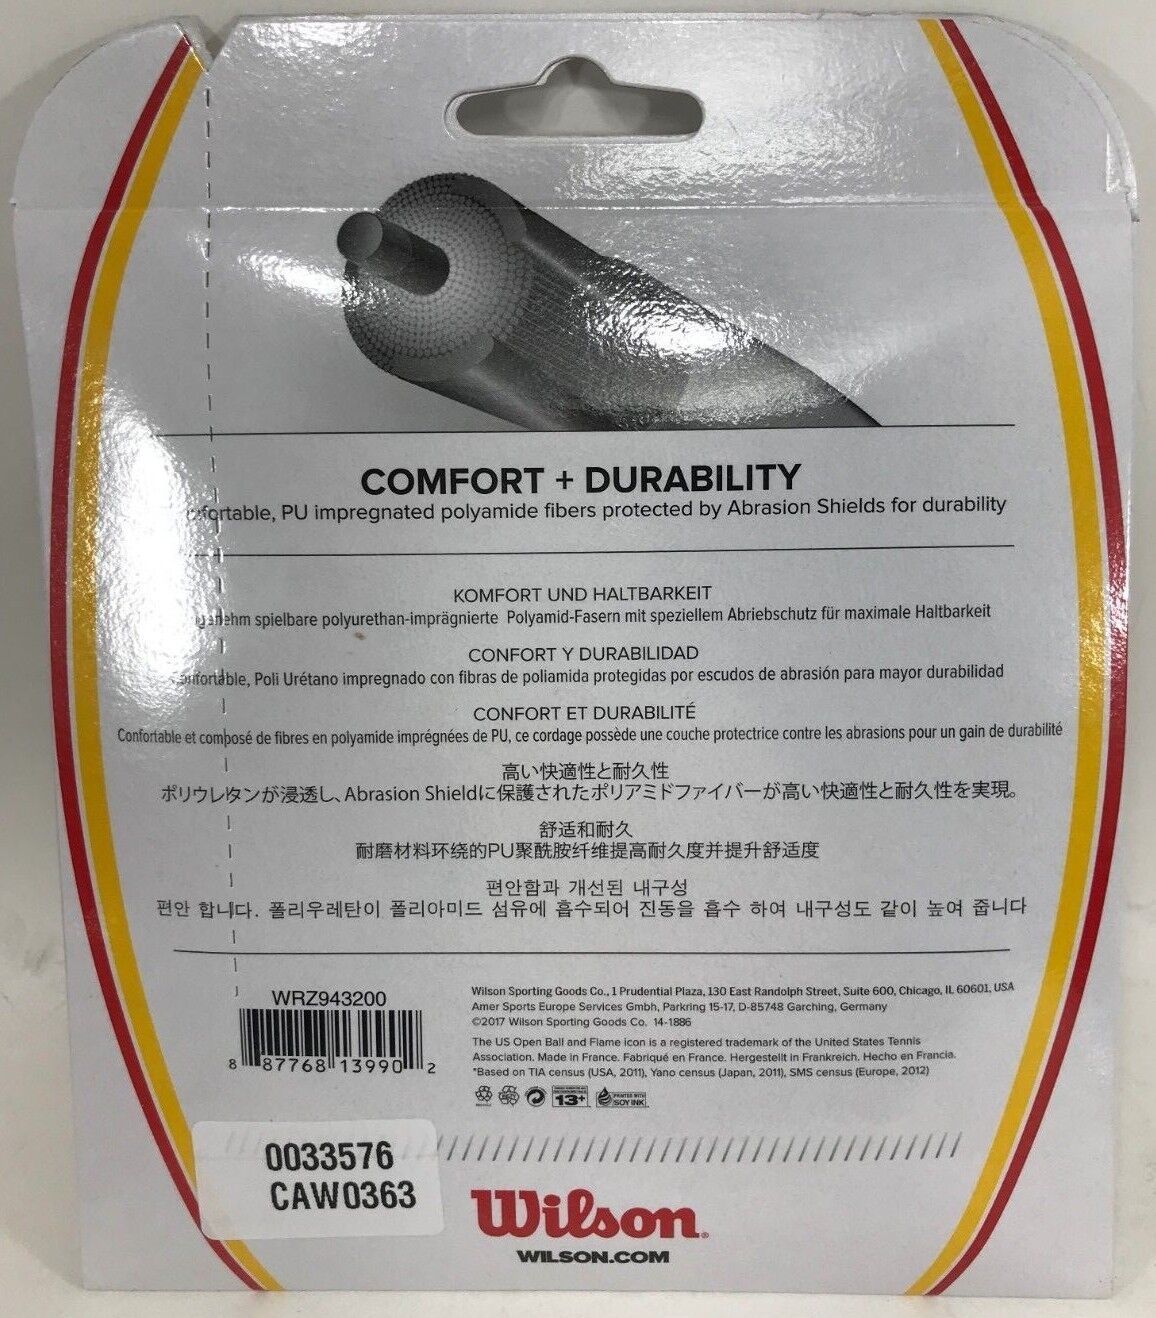 COMFORT + DURABILITY
PU impregnated polyamide fibers protected by Abrasion Shields for durability
KOMFORT UND HALTBARKEIT
spielbare polyurethan-imprägnierte Polyamid-Fasern mit speziellem Abriebschutz für maximale Haltbarkeit
CONFORT Y DURABILIDAD
Poli Urétano impregnado con fibras de poliamida protegidas por escudos de abrasión para mayor durabilidad
CONFORT ET DURABILITÉ
Confortable et composé de fibres en polyamide imprégnées de PU, ce cordage possède une couche protectrice contre les abrasions pour un gain de durabilité
高い快適性と耐久性
ポリウレタンが浸透し、Abrasion Shieldに保護されたポリアミドファイバーが高い快適性と耐久性を実現。
舒适和耐久
耐磨材料环绕的PU聚酰胺纤维提高耐久度并提升舒适度
편안함과 개선된 내구성
편안 합니다. 폴리우레탄이 폴리아미드 섬유에 흡수되어 진동을 흡수 하여 내구성도 같이 높여 줍니다
WRZ943200
8 87768 13990 2
Wilson Sporting Goods Co., 1 Prudential Plaza, 130 East Randolph Street, Suite 600, Chicago, IL 60601, USA
Amer Sports Europe Services Gmbh, Parkring 15-17, D-85748 Garching, Germany
©2017 Wilson Sporting Goods Co. 14-1886
The US Open Ball and Flame icon is a registered trademark of the United States Tennis
Association. Made in France. Fabriqué en France. Hergestellt in Frankreich. Hecho en Francia.
*Based on TIA census (USA, 2011), Yano census (Japan, 2011), SMS census (Europe, 2012)
13+
PRINTED WITH
SOY INK
0033576
CAW0363
Wilson
WILSON.COM